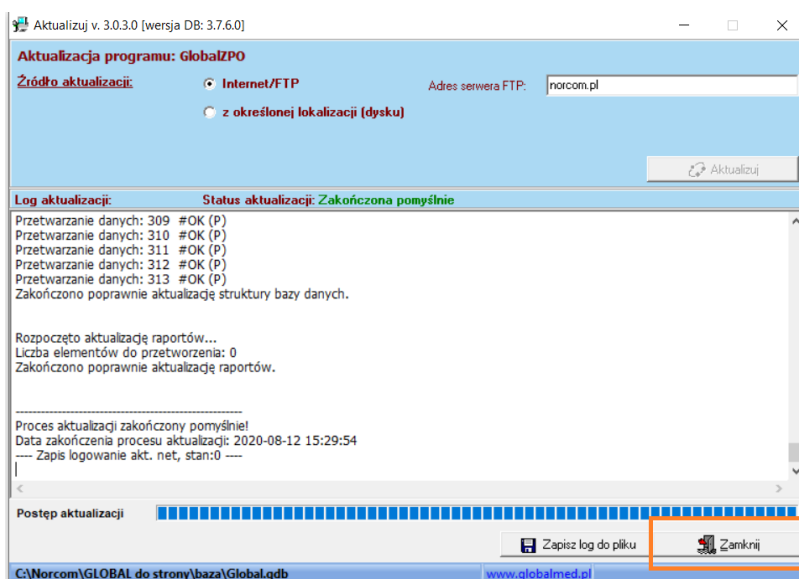 Aktualizuj v. 3.0.3.0 [wersja DB: 3.7.6.0]
Aktualizacja programu: GlobalZPO
Źródło aktualizacji:
Internet/FTP
Adres serwera FTP:
norcom.pl
z określonej lokalizacji (dysku)
Aktualizuj
Log aktualizacji:
Status aktualizacji: Zakończona pomyślnie
Przetwarzanie danych: 309 #OK (P)
Przetwarzanie danych: 310 #OK (P)
Przetwarzanie danych: 311 #OK (P)
Przetwarzanie danych: 312 #OK (P)
Przetwarzanie danych: 313 #OK (P)
Zakończono poprawnie aktualizację struktury bazy danych.
Rozpoczęto aktualizację raportów...
Liczba elementów do przetworzenia: 0
Zakończono poprawnie aktualizację raportów.
-------------------------------------------------------
Proces aktualizacji zakończony pomyślnie!
Data zakończenia procesu aktualizacji: 2020-08-12 15:29:54
---- Zapis logowanie akt. net, stan:0 ----
Postęp aktualizacji
Zapisz log do pliku
Zamknij
C:\Norcom\GLOBAL do strony\baza\Global.gdb
www.globalmed.pl